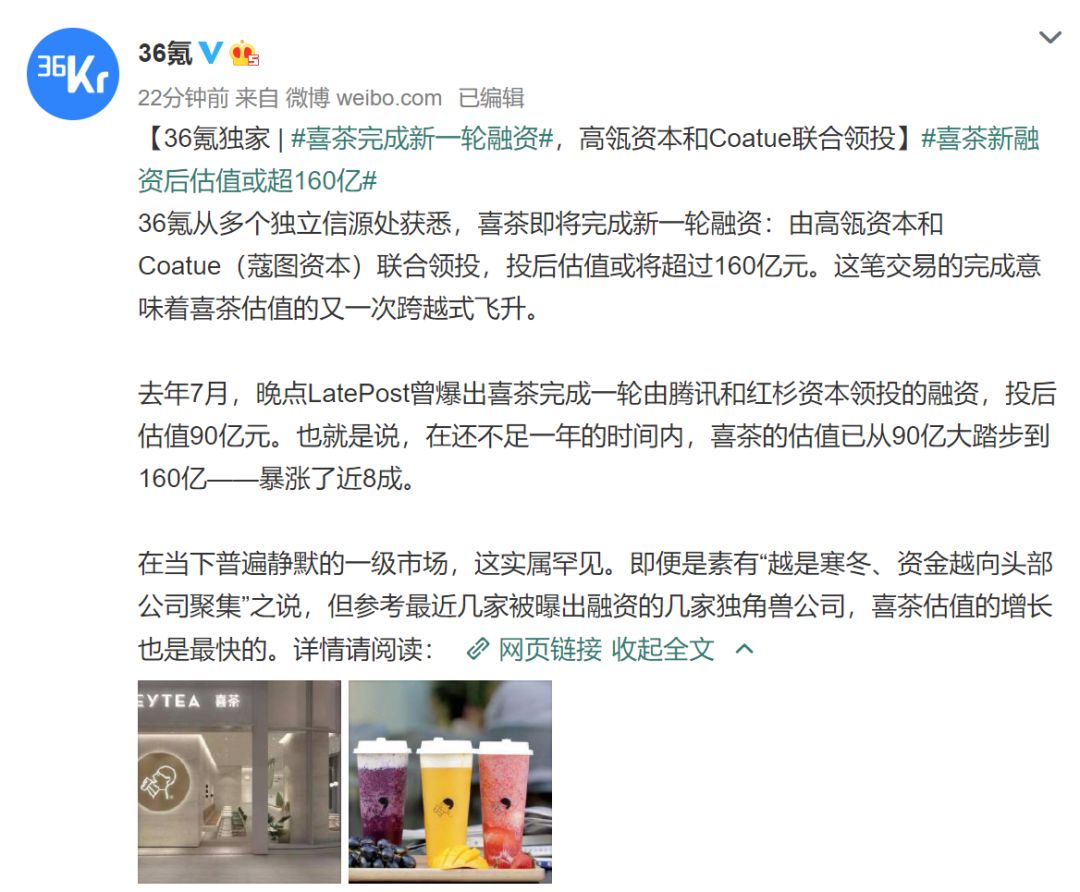 36Kr
36氪
5
22分钟前 来自 微博 weibo.com 已编辑
【36氪独家 | #喜茶完成新一轮融资#，高瓴资本和Coatue联合领投】#喜茶新融
资后估值或超160亿#
36氪从多个独立信源处获悉，喜茶即将完成新一轮融资：由高瓴资本和
Coatue（蔻图资本）联合领投，投后估值或将超过160亿元。这笔交易的完成意
味着喜茶估值的又一次跨越式飞升。
去年7月，晚点LatePost曾爆出喜茶完成一轮由腾讯和红杉资本领投的融资，投后
估值90亿元。也就是说，在还不足一年的时间内，喜茶的估值已从90亿大踏步到
160亿——暴涨了近8成。
在当下普遍静默的一级市场，这实属罕见。即便是素有“越是寒冬、资金越向头部
公司聚集”之说，但参考最近几家被曝出融资的几家独角兽公司，喜茶估值的增长
也是最快的。详情请阅读： 网页链接 收起全文
EYTEA 喜茶